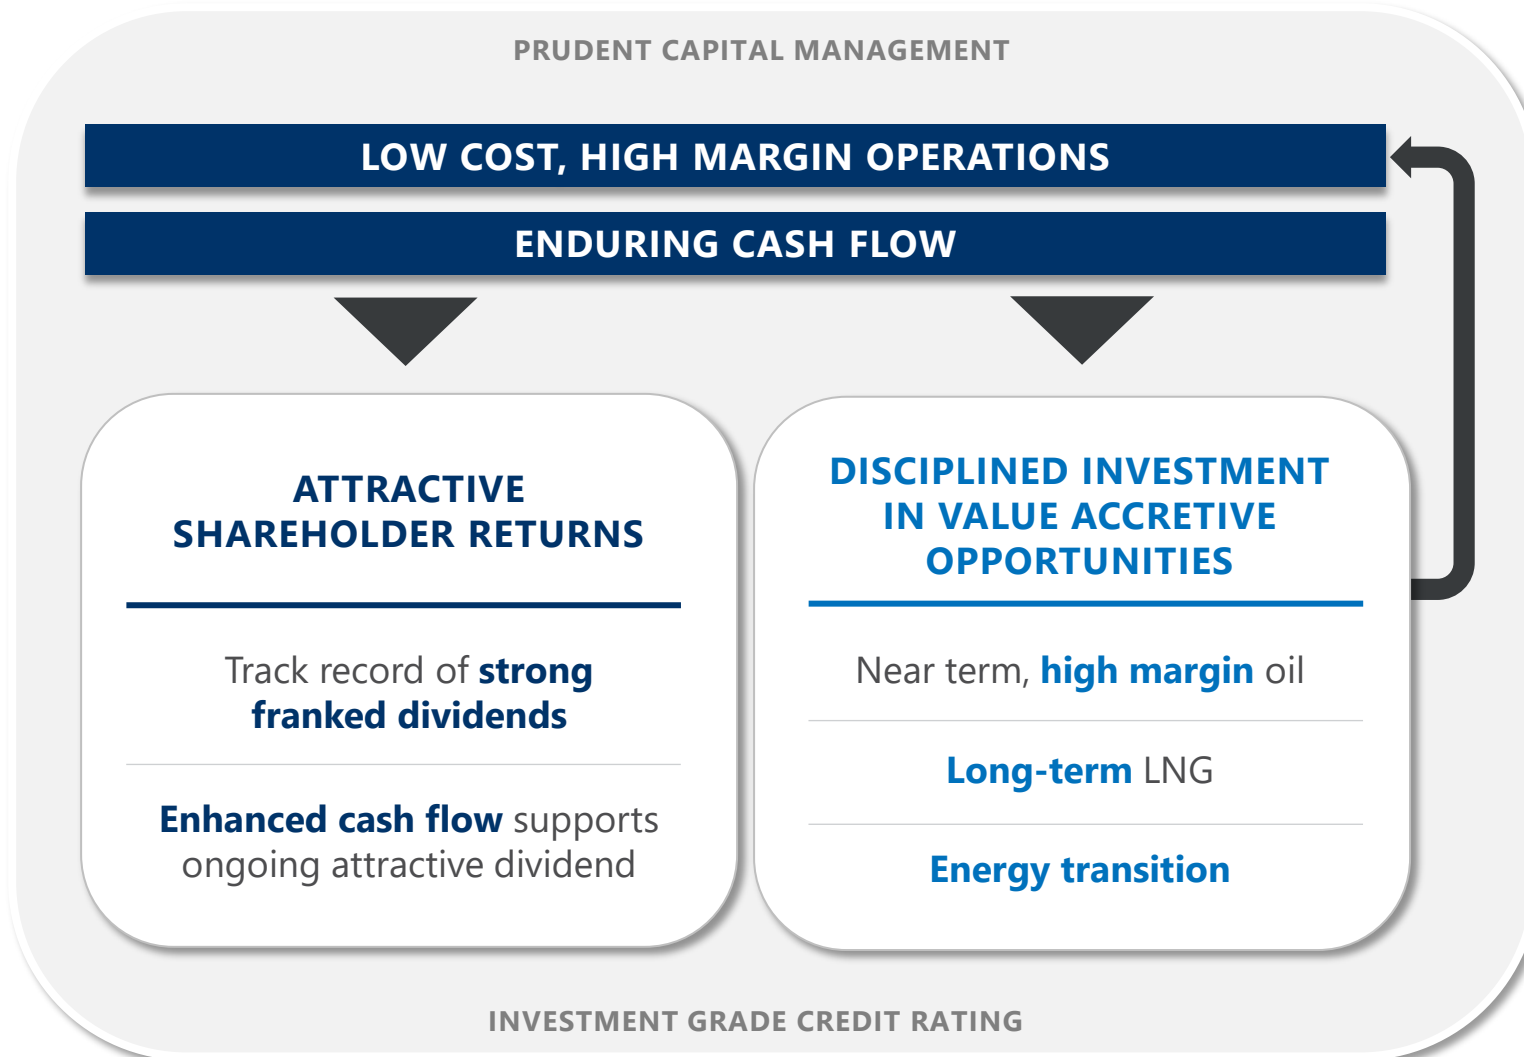 PRUDENT CAPITAL MANAGEMENT
LOW COST, HIGH MARGIN OPERATIONS
ENDURING CASH FLOW
ATTRACTIVE
SHAREHOLDER RETURNS
Track record of strong
franked dividends
Enhanced cash flow supports
ongoing attractive dividend
DISCIPLINED INVESTMENT
IN VALUE ACCRETIVE
OPPORTUNITIES
Near term, high margin oil
Long-term LNG
Energy transition
INVESTMENT GRADE CREDIT RATING